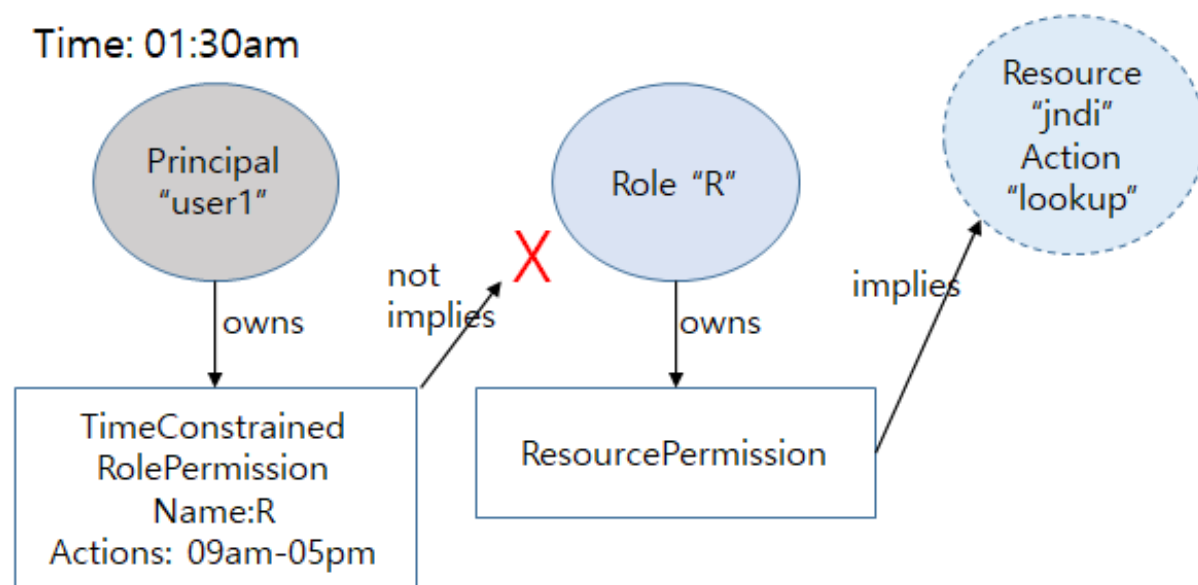 Time: 01:30am
Principal
“user1”
owns
TimeConstrained
RolePermission
Name:R
Actions: 09am-05pm
not
implies
X
Role “R”
owns
ResourcePermission
implies
Resource
“jndi”
Action
“lookup”